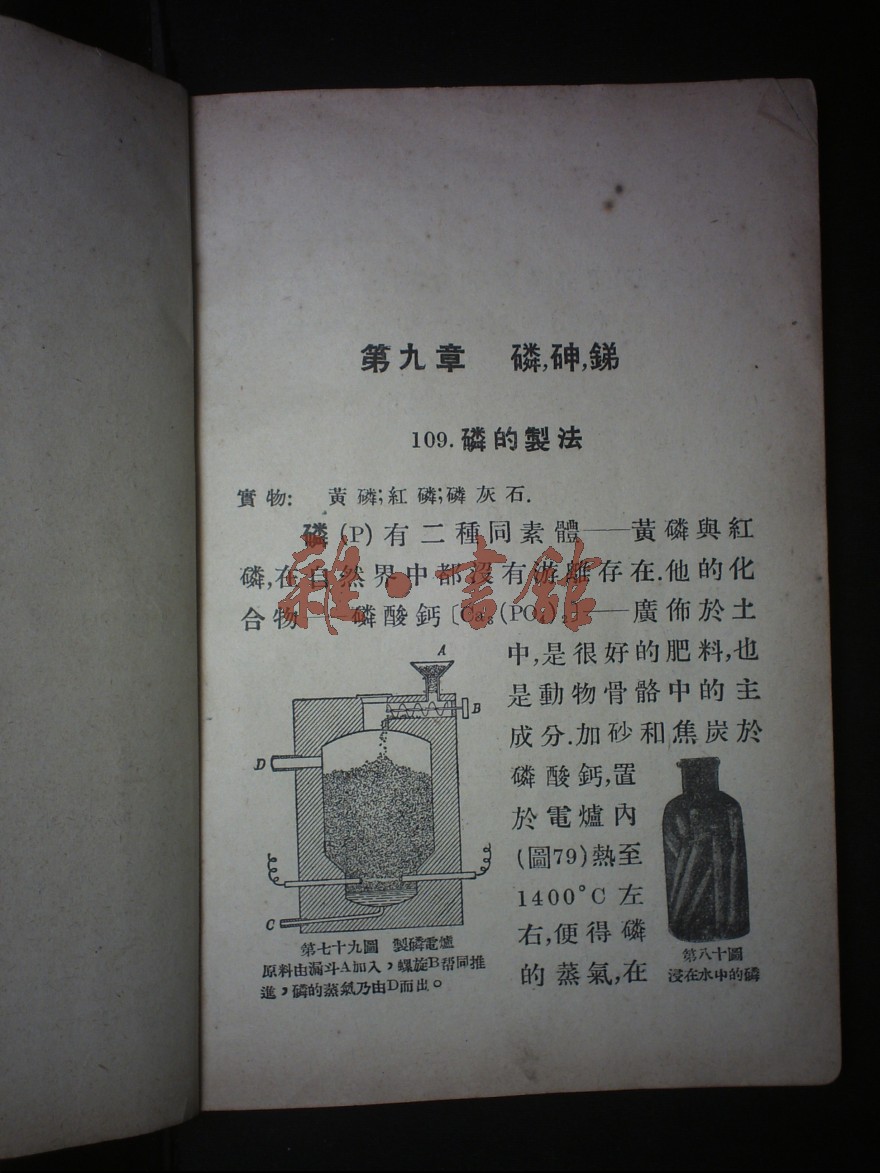 第九章 磷,砷,銻
109. 磷的製法
實物: 黃磷;紅磷;磷灰石.
磷(P)有二種同素體——黃磷與紅
磷,在自然界中都沒有游離存在.他的化
合物——磷酸鈣〔Ca₃(PO₄)₂〕——廣佈於土
中,是很好的肥料,也
是動物骨骼中的主
成分.加砂和焦炭於
磷酸鈣,置
於電爐內
(圖79)熱至
1400°C左
右,便得磷
的蒸氣,在
A
B
D
C
第七十九圖 製磷電爐
原料由漏斗A加入,螺旋B帮同推
進,磷的蒸氣乃由D而出。
第八十圖
浸在水中的磷
雜·書館